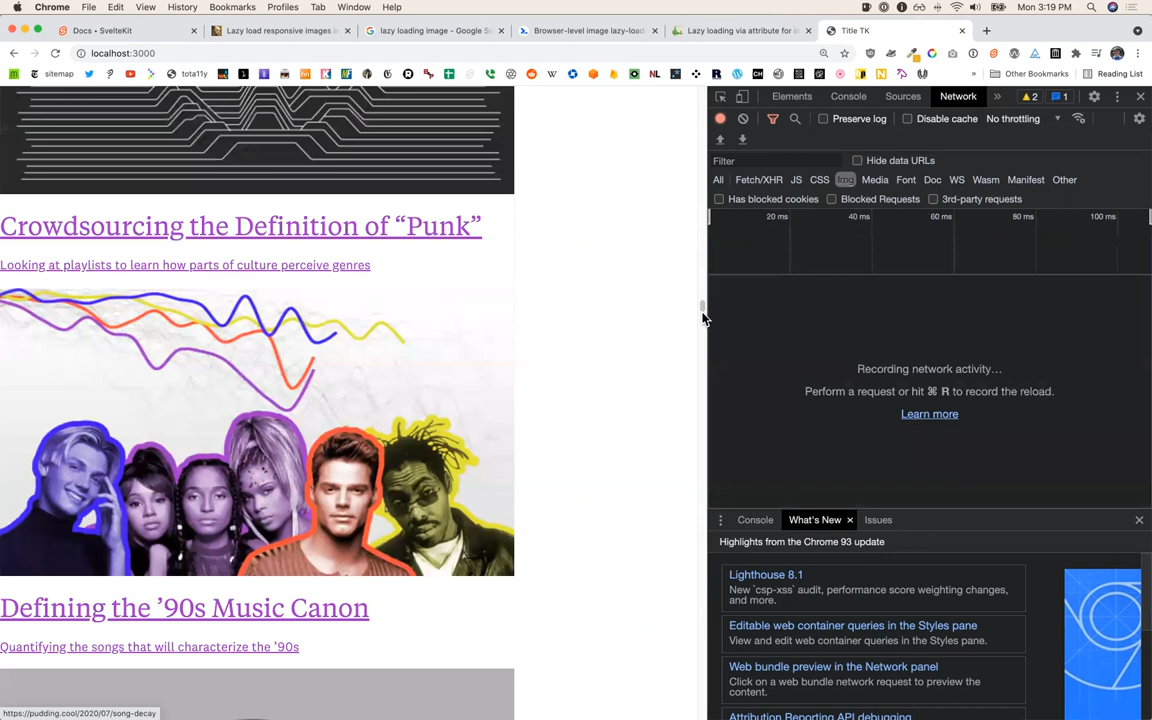 Chrome File Edit View History Bookmarks Profiles Tab Window Help Mon 3:19 PM
Docs • SvelteKit Lazy load responsive images in lazy loading image - Google S Browser-level image lazy-load Lazy loading via attribute for in Title TK
localhost:3000
sitemap tota11y NL CH » Other Bookmarks Reading List
Elements Console Sources Network » 2 1
Preserve log Disable cache No throttling
Filter Hide data URLs
All Fetch/XHR JS CSS Img Media Font Doc WS Wasm Manifest Other
Has blocked cookies Blocked Requests 3rd-party requests
20 ms 40 ms 60 ms 80 ms 100 ms
Crowdsourcing the Definition of “Punk”
Looking at playlists to learn how parts of culture perceive genres
Recording network activity…
Perform a request or hit ⌘ R to record the reload.
Learn more
Console What's New Issues
Highlights from the Chrome 93 update
Lighthouse 8.1
New `csp-xss` audit, performance score weighting changes,
and more.
Editable web container queries in the Styles pane
View and edit web container queries in the Styles pane.
Web bundle preview in the Network panel
Click on a web bundle network request to preview the
content.
Attribution Reporting API debugging
Defining the ’90s Music Canon
Quantifying the songs that will characterize the ’90s
https://pudding.cool/2020/07/song-decay